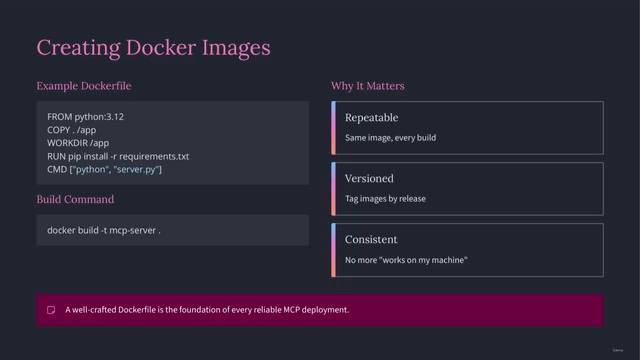 Creating Docker Images
Example Dockerfile
FROM python:3.12
COPY . /app
WORKDIR /app
RUN pip install -r requirements.txt
CMD ["python", "server.py"]
Build Command
docker build -t mcp-server .
Why It Matters
Repeatable
Same image, every build
Versioned
Tag images by release
Consistent
No more "works on my machine"
A well-crafted Dockerfile is the foundation of every reliable MCP deployment.